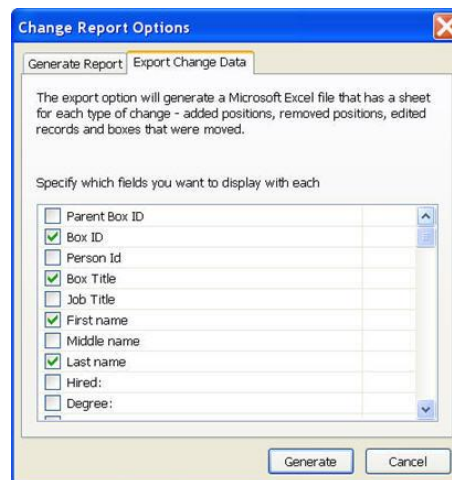 Change Report Options
Generate Report Export Change Data
The export option will generate a Microsoft Excel file that has a sheet
for each type of change - added positions, removed positions, edited
records and boxes that were moved.
Specify which fields you want to display with each
Parent Box ID
Box ID
Person Id
Box Title
Job Title
First name
Middle name
Last name
Hired:
Degree:
Generate Cancel